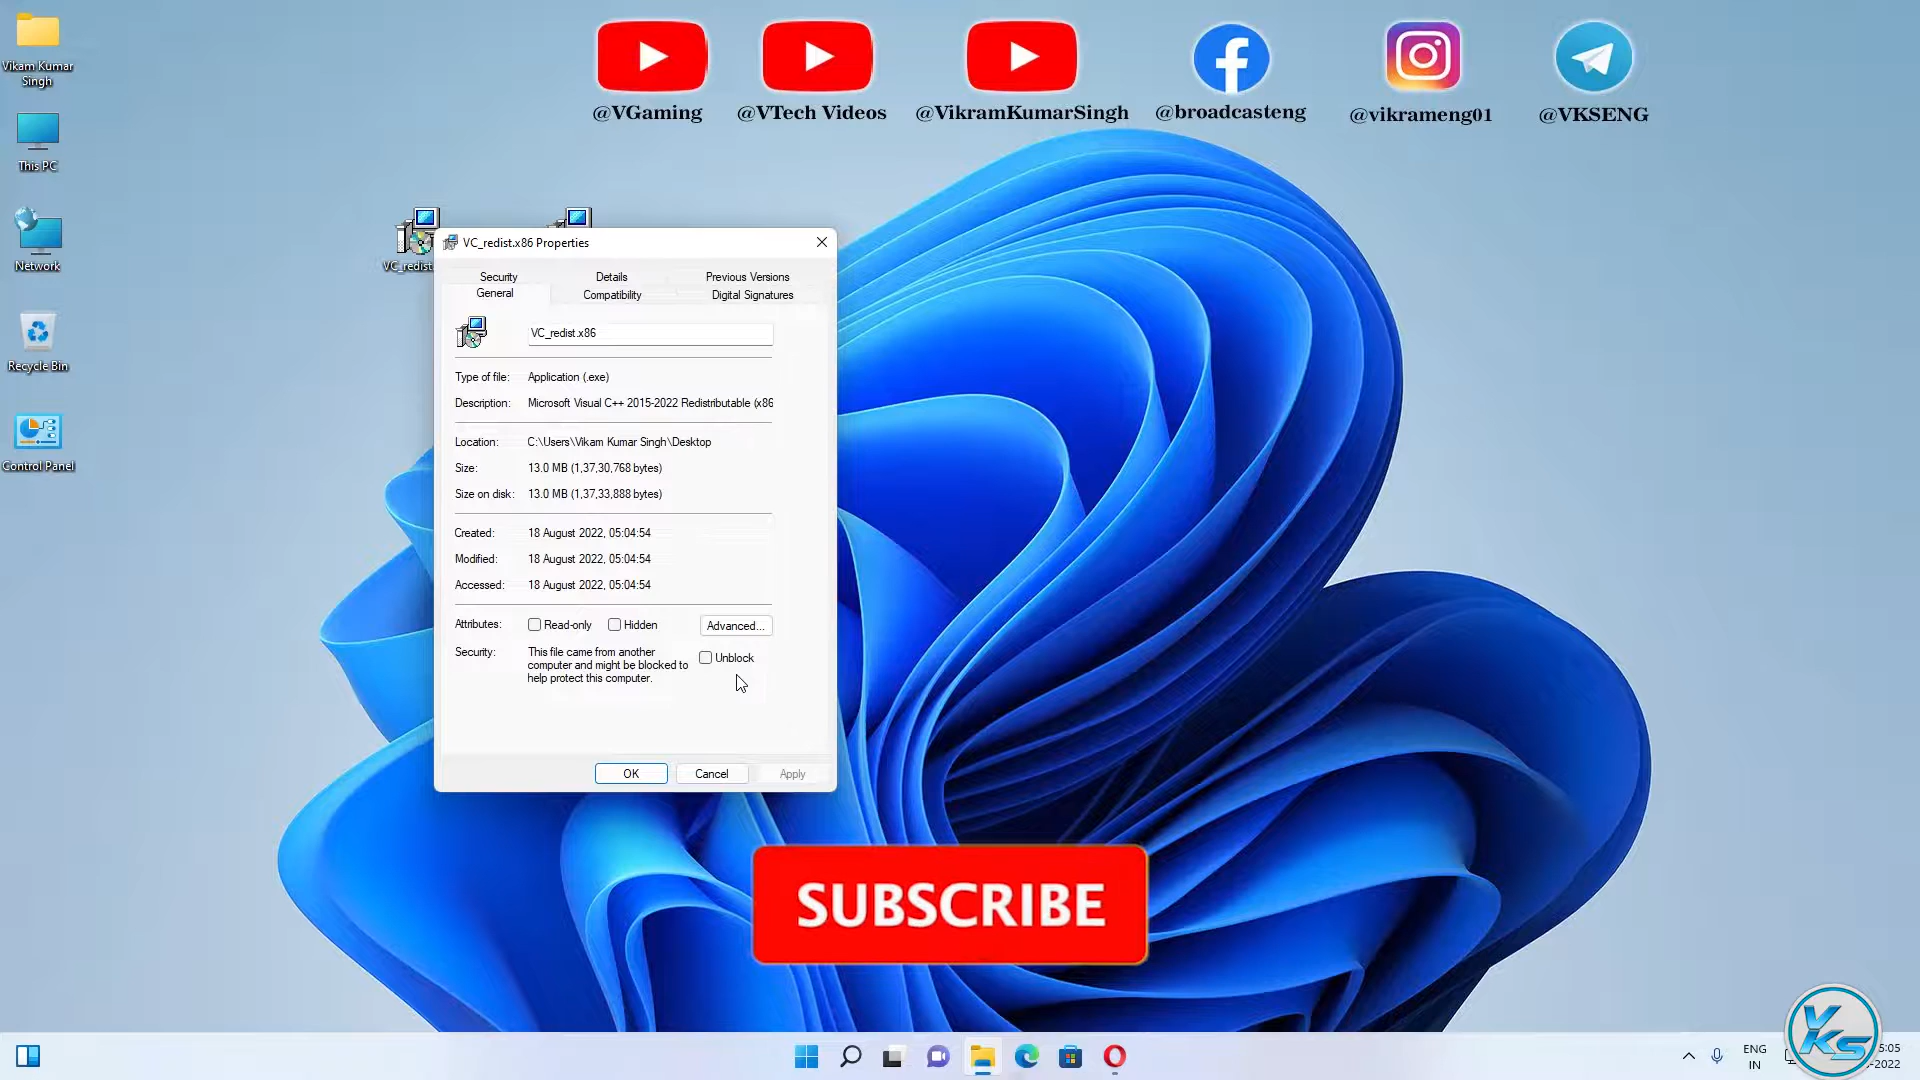 @VGaming
@VTech Videos
@VikramKumarSingh
@broadcasteng
@vikrameng01
@VKSENG
Vikam Kumar
Singh
This PC
Network
Recycle Bin
Control Panel
VC_redist.
VC_redist.x86 Properties
Security
Details
Previous Versions
General
Compatibility
Digital Signatures
VC_redist.x86
Type of file: Application (.exe)
Description: Microsoft Visual C++ 2015-2022 Redistributable (x86
Location: C:\Users\Vikam Kumar Singh\Desktop
Size: 13.0 MB (1,37,30,768 bytes)
Size on disk: 13.0 MB (1,37,33,888 bytes)
Created: 18 August 2022, 05:04:54
Modified: 18 August 2022, 05:04:54
Accessed: 18 August 2022, 05:04:54
Attributes: Read-only Hidden Advanced...
Security: This file came from another
computer and might be blocked to
help protect this computer.
Unblock
OK
Cancel
Apply
SUBSCRIBE
ENG
IN
5:05
-2022
VKS